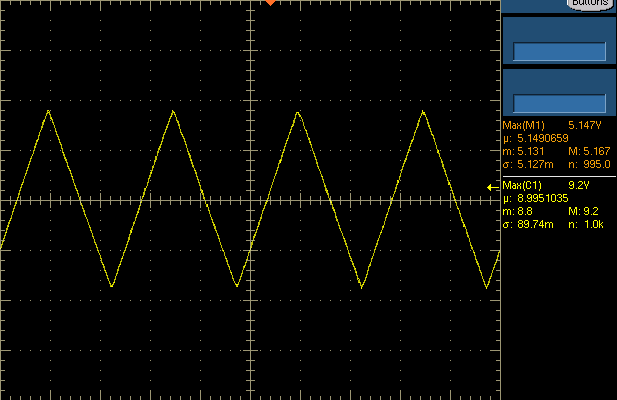 Buttons
Max(M1) 5.147V
µ: 5.1490659
m: 5.131 M: 5.167
σ: 5.127m n: 995.0
Max(C1) 9.2V
µ: 8.9951035
m: 8.8 M: 9.2
σ: 89.74m n: 1.0k